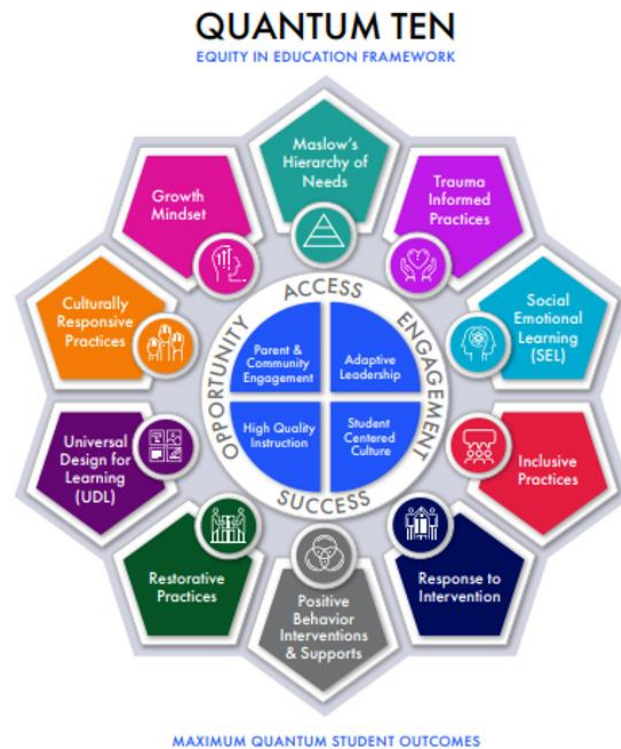 QUANTUM TEN
EQUITY IN EDUCATION FRAMEWORK
Maslow's
Hierarchy of
Needs
Trauma
Informed
Practices
Social
Emotional
Learning
(SEL)
Inclusive
Practices
Response to
Intervention
Positive
Behavior
Interventions
& Supports
Restorative
Practices
Universal
Design for
Learning
(UDL)
Culturally
Responsive
Practices
Growth
Mindset
ACCESS
ENGAGEMENT
SUCCESS
OPPORTUNITY
Parent &
Community
Engagement
Adaptive
Leadership
High Quality
Instruction
Student
Centered
Culture
MAXIMUM QUANTUM STUDENT OUTCOMES